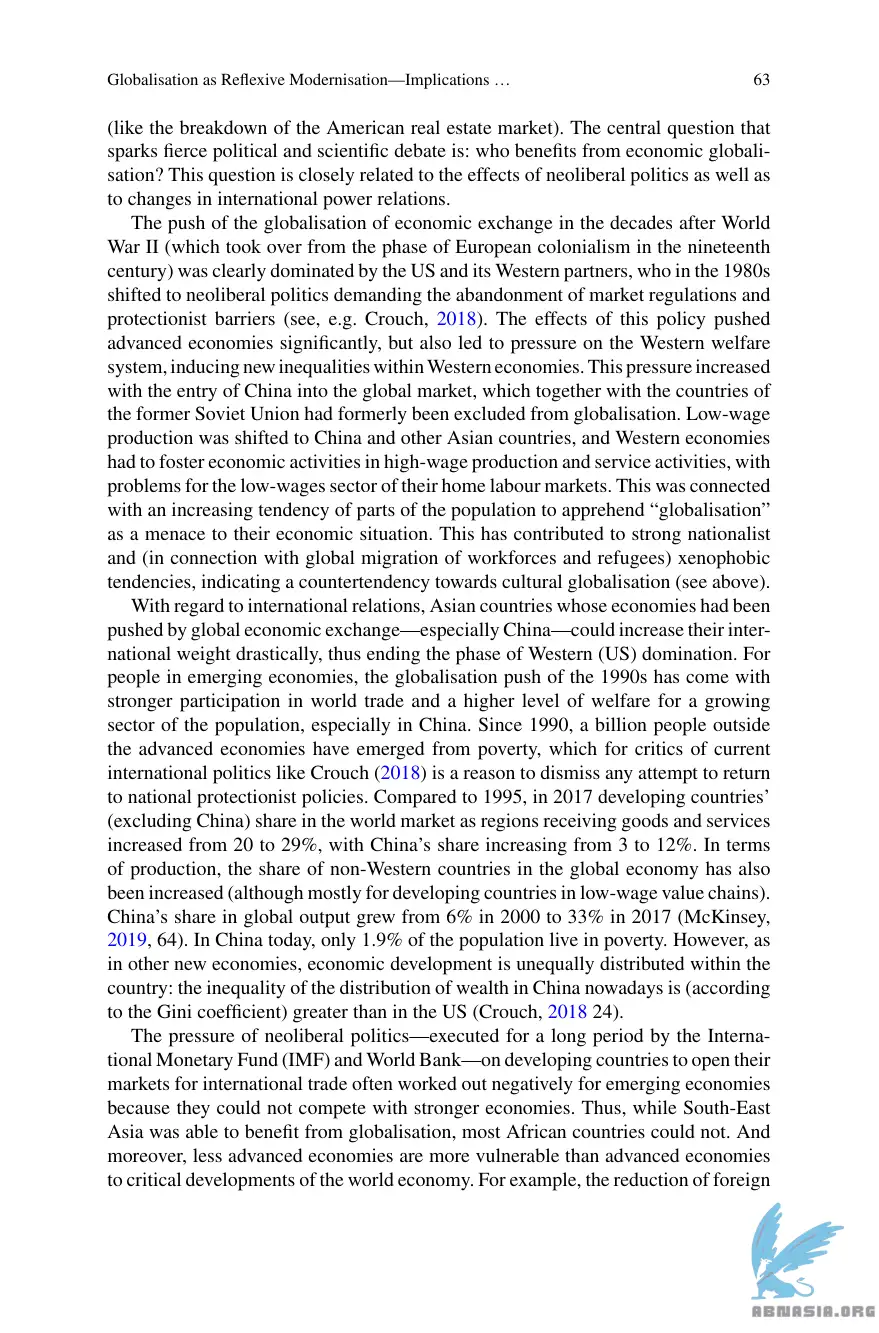 Globalisation as Reflexive Modernisation—Implications … 63
(like the breakdown of the American real estate market). The central question that
sparks fierce political and scientific debate is: who benefits from economic globali-
sation? This question is closely related to the effects of neoliberal politics as well as
to changes in international power relations.
The push of the globalisation of economic exchange in the decades after World
War II (which took over from the phase of European colonialism in the nineteenth
century) was clearly dominated by the US and its Western partners, who in the 1980s
shifted to neoliberal politics demanding the abandonment of market regulations and
protectionist barriers (see, e.g. Crouch, 2018). The effects of this policy pushed
advanced economies significantly, but also led to pressure on the Western welfare
system, inducing new inequalities within Western economies. This pressure increased
with the entry of China into the global market, which together with the countries of
the former Soviet Union had formerly been excluded from globalisation. Low-wage
production was shifted to China and other Asian countries, and Western economies
had to foster economic activities in high-wage production and service activities, with
problems for the low-wages sector of their home labour markets. This was connected
with an increasing tendency of parts of the population to apprehend “globalisation”
as a menace to their economic situation. This has contributed to strong nationalist
and (in connection with global migration of workforces and refugees) xenophobic
tendencies, indicating a countertendency towards cultural globalisation (see above).
With regard to international relations, Asian countries whose economies had been
pushed by global economic exchange—especially China—could increase their inter-
national weight drastically, thus ending the phase of Western (US) domination. For
people in emerging economies, the globalisation push of the 1990s has come with
stronger participation in world trade and a higher level of welfare for a growing
sector of the population, especially in China. Since 1990, a billion people outside
the advanced economies have emerged from poverty, which for critics of current
international politics like Crouch (2018) is a reason to dismiss any attempt to return
to national protectionist policies. Compared to 1995, in 2017 developing countries’
(excluding China) share in the world market as regions receiving goods and services
increased from 20 to 29%, with China’s share increasing from 3 to 12%. In terms
of production, the share of non-Western countries in the global economy has also
been increased (although mostly for developing countries in low-wage value chains).
China’s share in global output grew from 6% in 2000 to 33% in 2017 (McKinsey,
2019, 64). In China today, only 1.9% of the population live in poverty. However, as
in other new economies, economic development is unequally distributed within the
country: the inequality of the distribution of wealth in China nowadays is (according
to the Gini coefficient) greater than in the US (Crouch, 2018 24).
The pressure of neoliberal politics—executed for a long period by the Interna-
tional Monetary Fund (IMF) and World Bank—on developing countries to open their
markets for international trade often worked out negatively for emerging economies
because they could not compete with stronger economies. Thus, while South-East
Asia was able to benefit from globalisation, most African countries could not. And
moreover, less advanced economies are more vulnerable than advanced economies
to critical developments of the world economy. For example, the reduction of foreign
ABNASIA.ORG